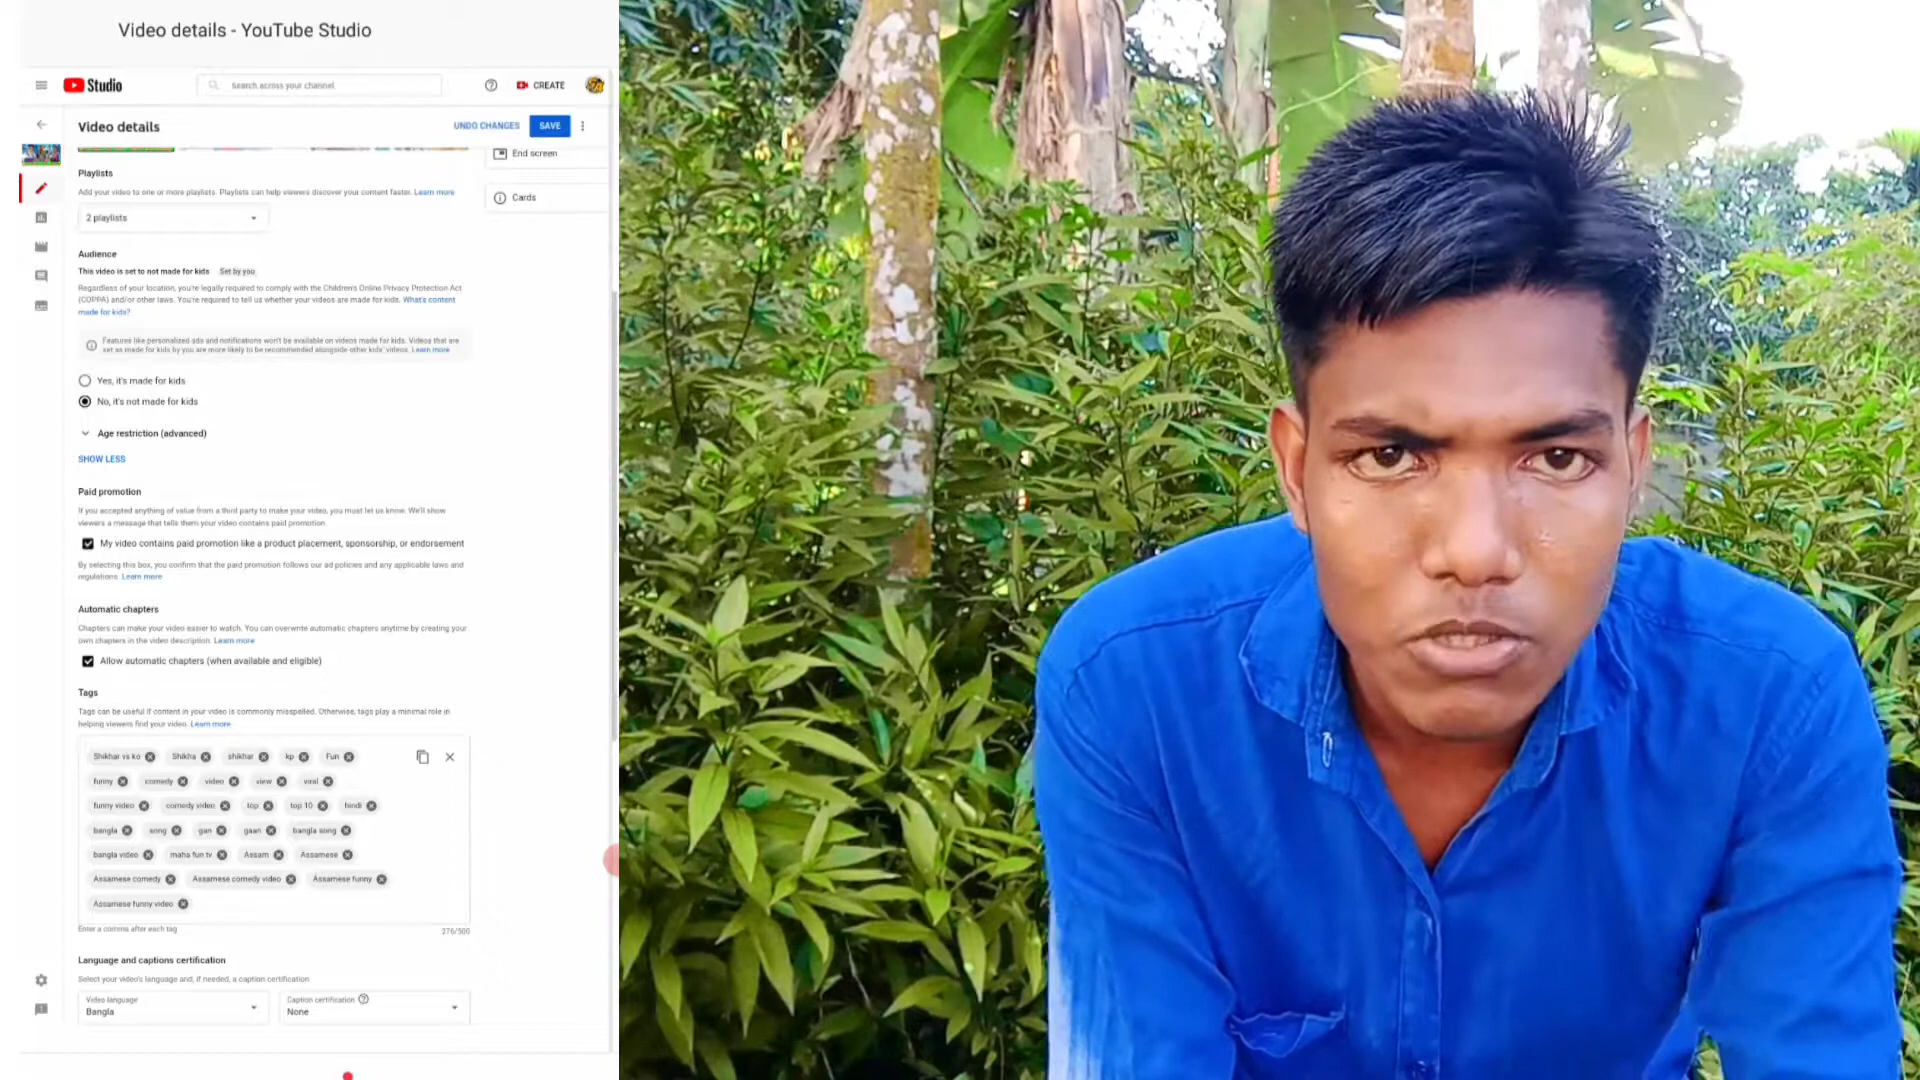 Video details - YouTube Studio
Studio
Search across your channel
CREATE
Video details
UNDO CHANGES
SAVE
End screen
Playlists
Add your video to one or more playlists. Playlists can help viewers discover your content faster. Learn more
Cards
2 playlists
Audience
This video is set to not made for kids Set by you
Regardless of your location, you're legally required to comply with the Children's Online Privacy Protection Act
(COPPA) and/or other laws. You're required to tell us whether your videos are made for kids. What's content
made for kids?
Features like personalized ads and notifications won't be available on videos made for kids. Videos that are
set as made for kids by you are more likely to be recommended alongside other kids' videos. Learn more
Yes, it's made for kids
No, it's not made for kids
Age restriction (advanced)
SHOW LESS
Paid promotion
If you accepted anything of value from a third party to make your video, you must let us know. We'll show
viewers a message that tells them your video contains paid promotion
My video contains paid promotion like a product placement, sponsorship, or endorsement
By selecting this box, you confirm that the paid promotion follows our ad policies and any applicable laws and
regulations. Learn more
Automatic chapters
Chapters can make your video easier to watch. You can overwrite automatic chapters anytime by creating your
own chapters in the video description. Learn more
Allow automatic chapters (when available and eligible)
Tags
Tags can be useful if content in your video is commonly misspelled. Otherwise, tags play a minimal role in
helping viewers find your video. Learn more
Shikhar vs ko Shikha shikhar kp Fun
funny comedy video view viral
funny video comedy video top top 10 hindi
bangla song gan gaan bangla song
bangla video maha fun tv Assam Assamese
Assamese comedy Assamese comedy video Assamese funny
Assamese funny video
Enter a comma after each tag
276/500
Language and captions certification
Select your video's language and, if needed, a caption certification
Video language
Bangla
Caption certification
None